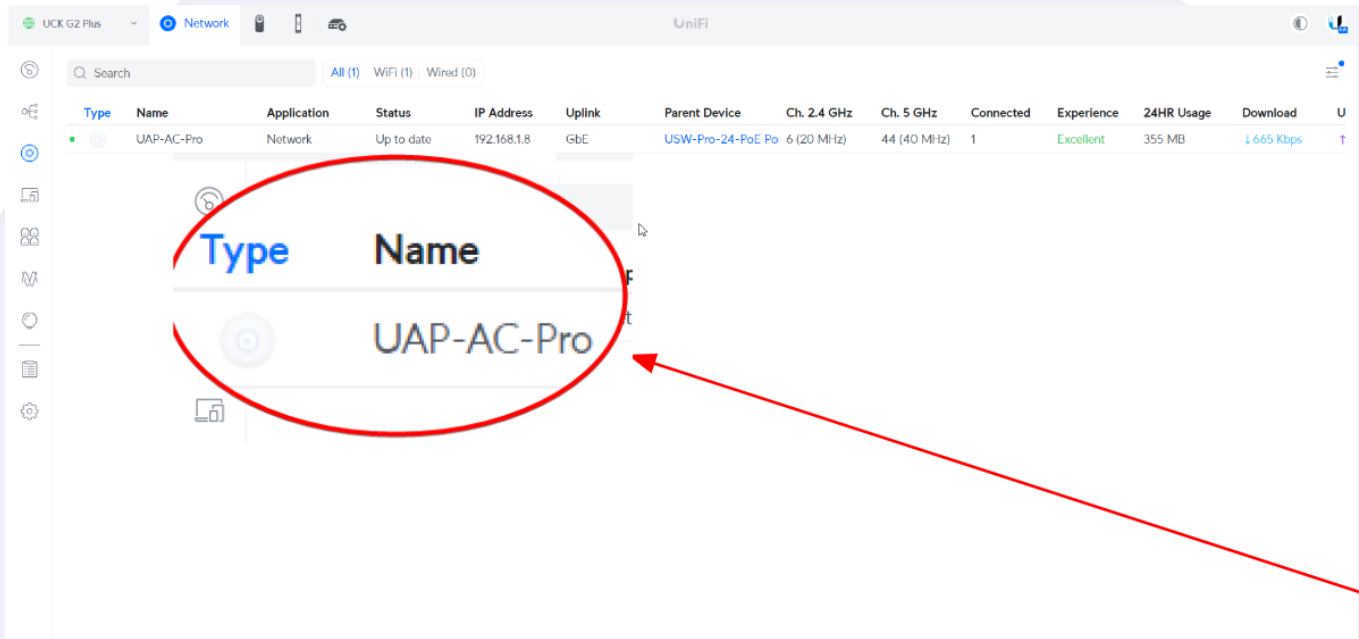 UCK G2 Plus Network UniFi
Search All (1) WiFi (1) Wired (0)
Type Name Application Status IP Address Uplink Parent Device Ch. 2.4 GHz Ch. 5 GHz Connected Experience 24HR Usage Download U
UAP-AC-Pro Network Up to date 192.168.1.8 GbE USW-Pro-24-PoE Po 6 (20 MHz) 44 (40 MHz) 1 Excellent 355 MB ↓665 Kbps ↑
Type Name
UAP-AC-Pro